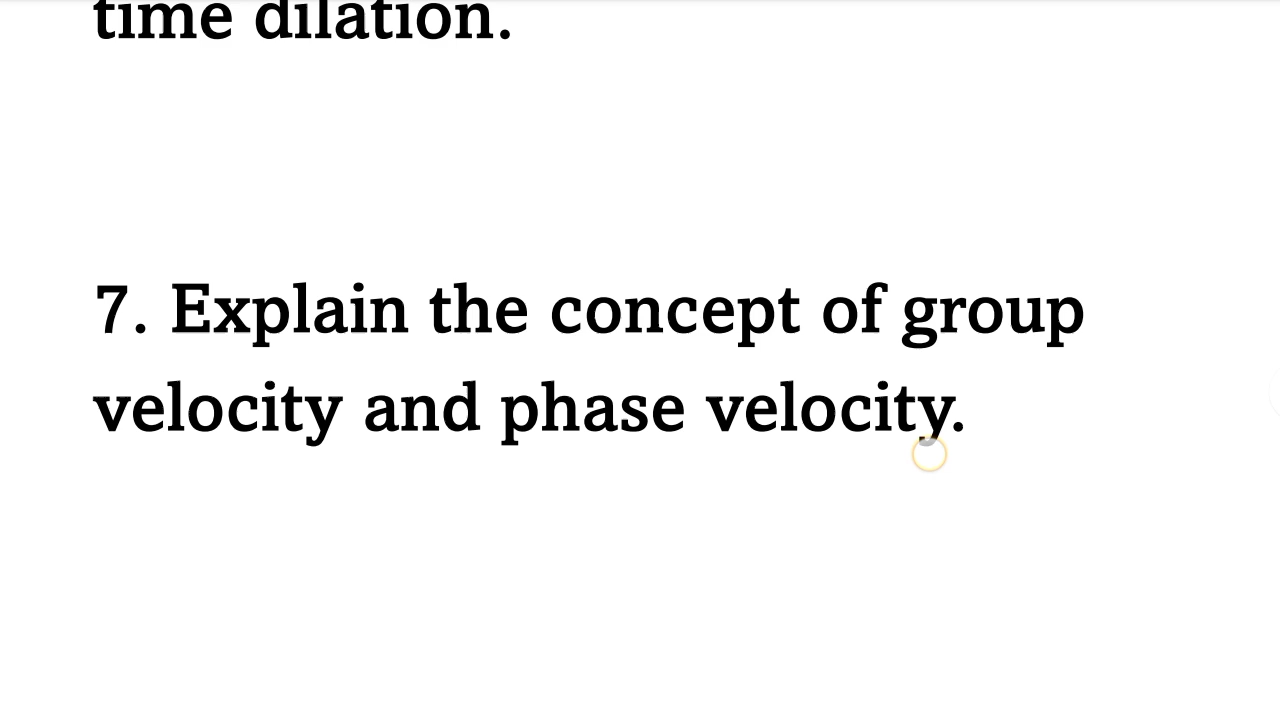 time dilation.
7. Explain the concept of group
velocity and phase velocity.